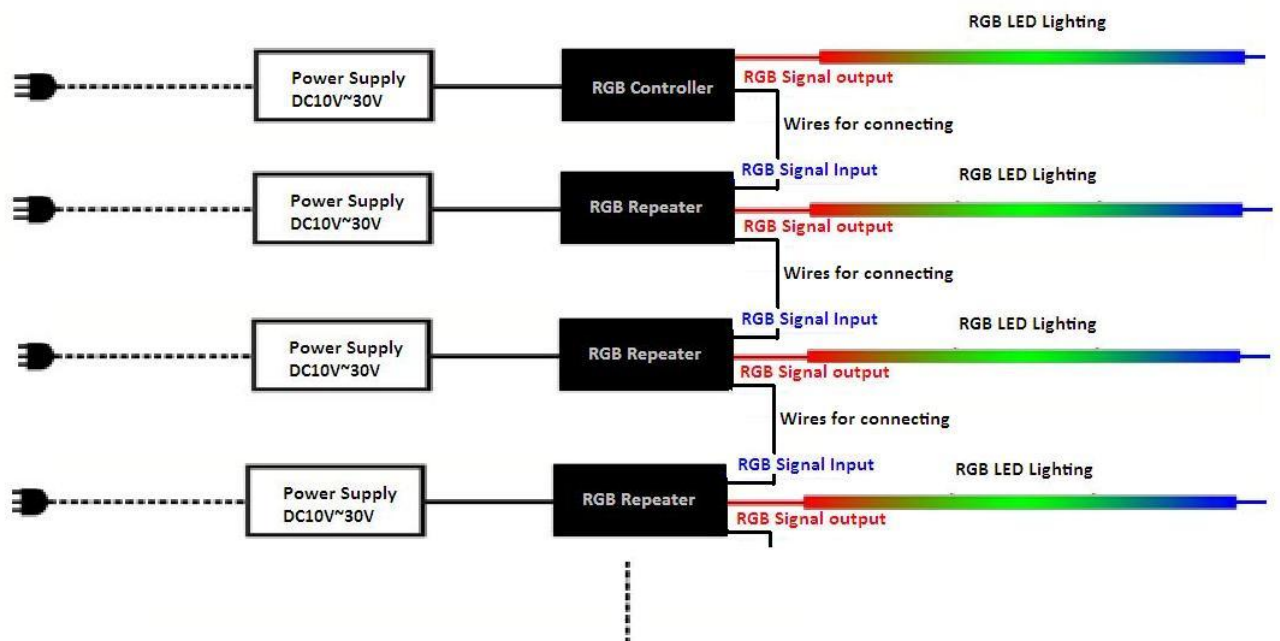 RGB LED Lighting
Power Supply
DC10V~30V
RGB Controller
RGB Signal output
Wires for connecting
RGB Signal Input
RGB LED Lighting
Power Supply
DC10V~30V
RGB Repeater
RGB Signal output
Wires for connecting
RGB Signal Input
RGB LED Lighting
Power Supply
DC10V~30V
RGB Repeater
RGB Signal output
Wires for connecting
RGB Signal Input
RGB LED Lighting
Power Supply
DC10V~30V
RGB Repeater
RGB Signal output